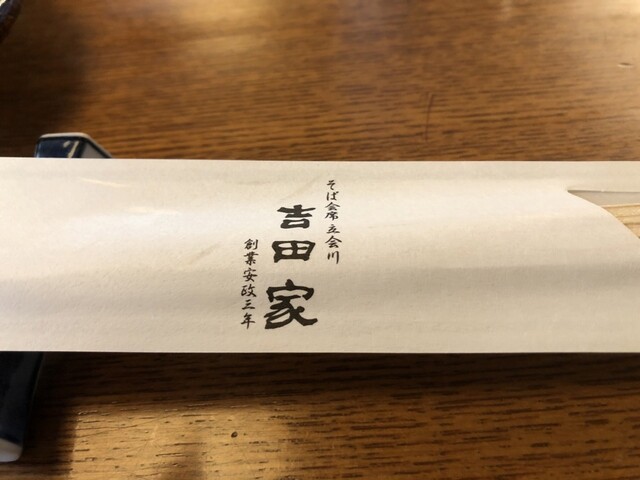 そば会席 立会川
吉田家
創業安政三年